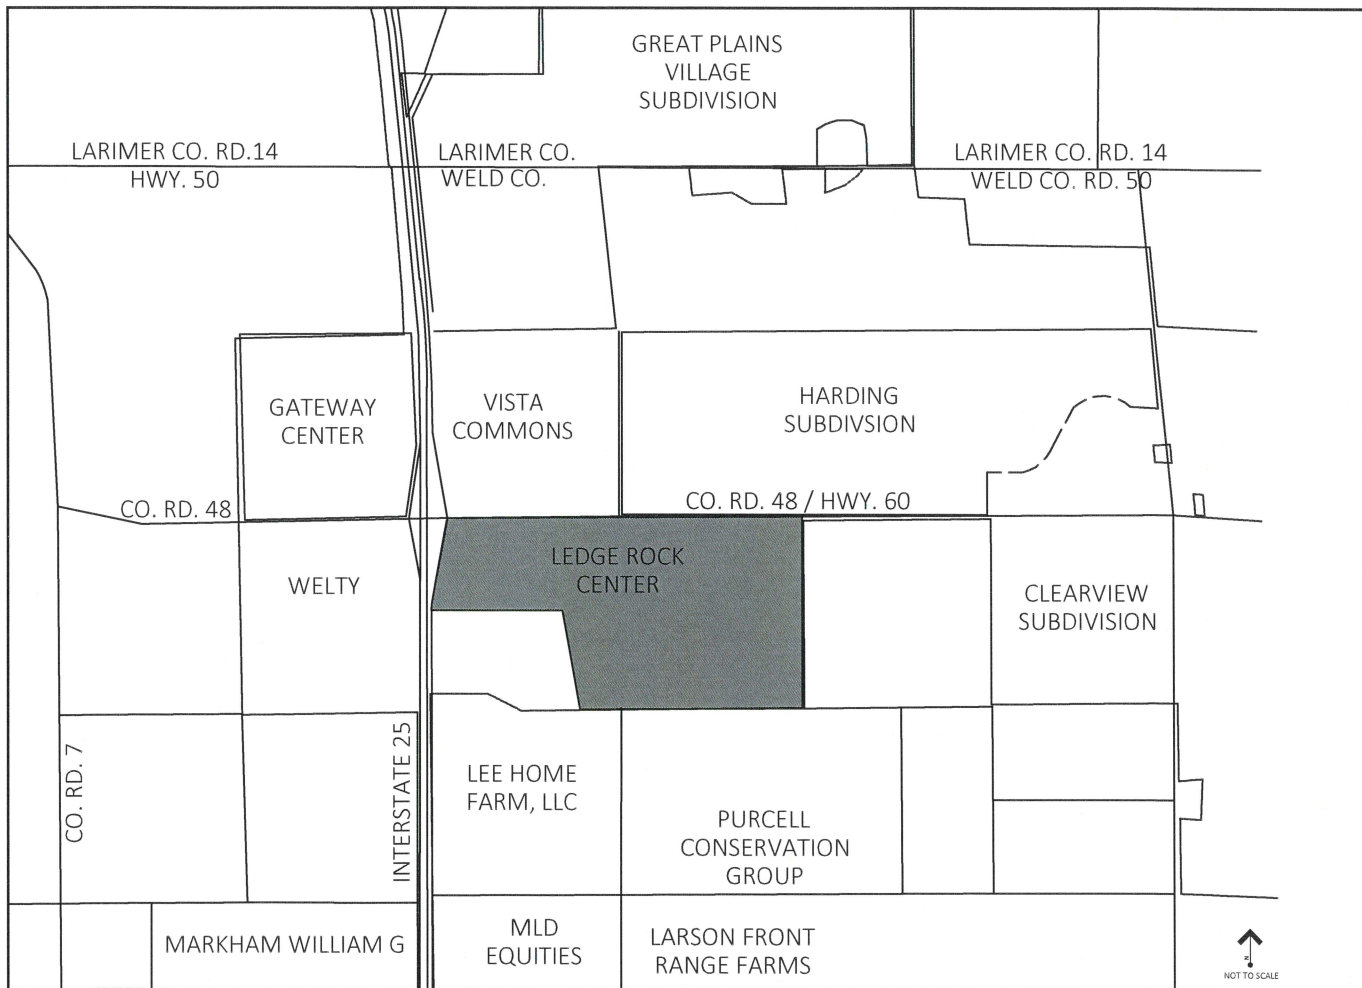 GREAT PLAINS
VILLAGE
SUBDIVISION
LARIMER CO. RD.14
HWY. 50
LARIMER CO.
WELD CO.
LARIMER CO. RD. 14
WELD CO. RD. 50
GATEWAY
CENTER
VISTA
COMMONS
HARDING
SUBDIVSION
CO. RD. 48
CO. RD. 48 / HWY. 60
LEDGE ROCK
CENTER
WELTY
CLEARVIEW
SUBDIVISION
CO. RD. 7
INTERSTATE 25
LEE HOME
FARM, LLC
PURCELL
CONSERVATION
GROUP
MARKHAM WILLIAM G
MLD
EQUITIES
LARSON FRONT
RANGE FARMS
N
NOT TO SCALE